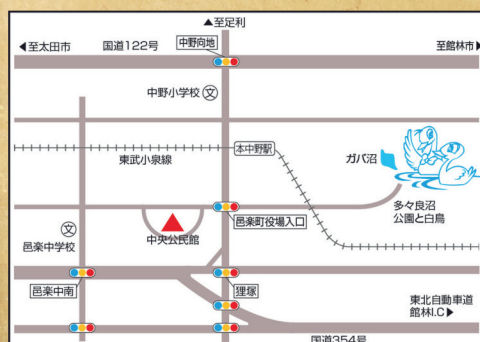 ▲至足利
◀至太田市
国道122号
中野向地
至館林市▶
中野小学校 文
東武小泉線
本中野駅
ガバ沼
多々良沼
公園と白鳥
邑楽町役場入口
文
邑楽中学校
中央公民館
邑楽中南
狸塚
東北自動車道
館林I.C▶
国道354号